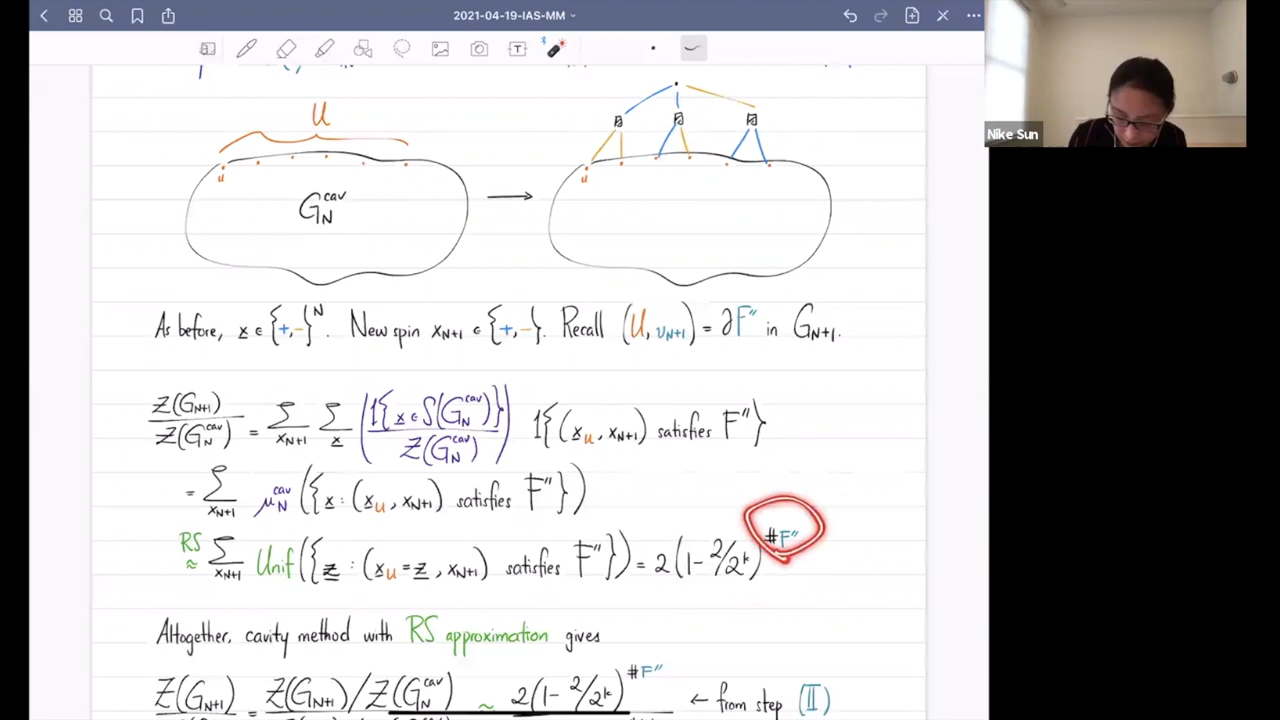 2021-04-19-IAS-MM
Nike Sun
U
u
u
G_N^{cav}
As before, x ∈ {+,-}^N. New spin x_{N+1} ∈ {+,-}. Recall (U, v_{N+1}) = ∂F'' in G_{N+1}.
Z(G_{N+1}) / Z(G_N^{cav}) = Σ_{x_{N+1}} Σ_x ( 1{x ∈ S(G_N^{cav})} / Z(G_N^{cav}) ) 1{(x_U, x_{N+1}) satisfies F''}
= Σ_{x_{N+1}} μ_N^{cav} ({x : (x_U, x_{N+1}) satisfies F''})
RS ≈ Σ_{x_{N+1}} Unif({z : (x_U = z, x_{N+1}) satisfies F''}) = 2(1 - 2/2^k)^{#F''}
Altogether, cavity method with RS approximation gives
Z(G_{N+1}) = Z(G_{N+1}) / Z(G_N^{cav}) ≈ 2(1 - 2/2^k)^{#F''} ← from step (II)